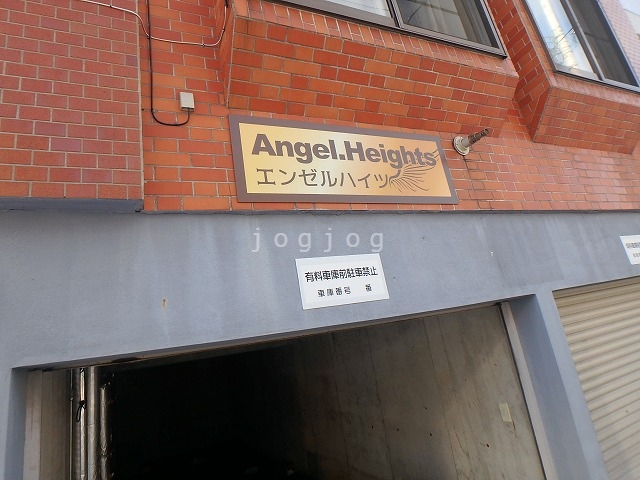 Angel.Heights
エンゼルハイツ
jogjog
有料車庫前駐車禁止
車庫番号 番